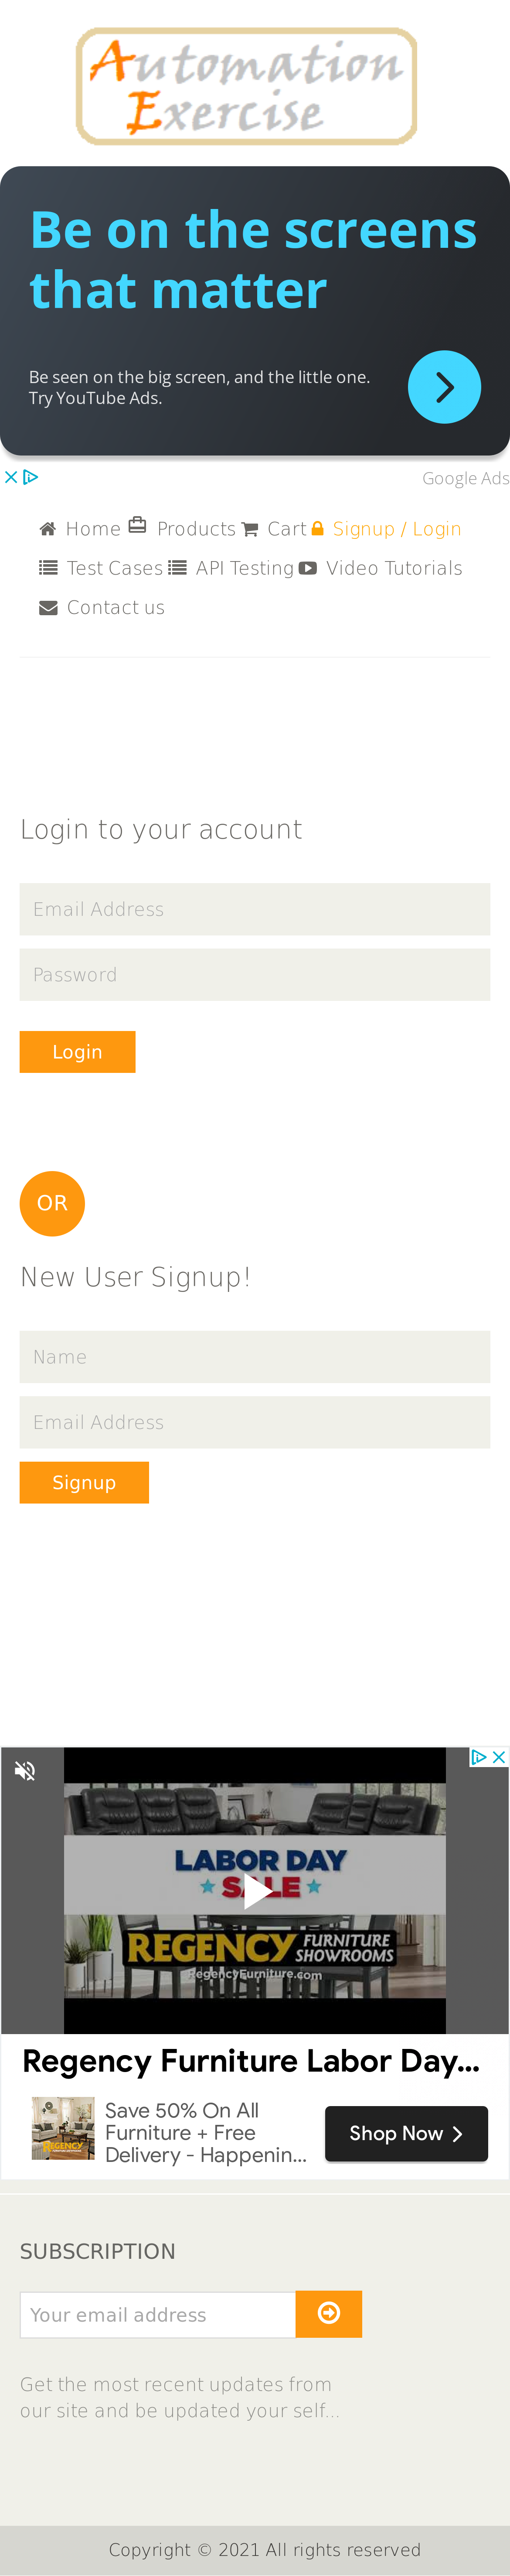 Automation
Exercise
Be on the screens
that matter
Be seen on the big screen, and the little one.
Try YouTube Ads.
Google Ads
Home Products Cart Signup / Login
Test Cases API Testing Video Tutorials
Contact us
Login to your account
Email Address
Password
Login
OR
New User Signup!
Name
Email Address
Signup
LABOR DAY
SALE
REGENCY FURNITURE SHOWROOMS
RegencyFurniture.com
Regency Furniture Labor Day...
REGENCY
Save 50% On All
Furniture + Free
Delivery - Happenin...
Shop Now
SUBSCRIPTION
Your email address
Get the most recent updates from
our site and be updated your self...
Copyright © 2021 All rights reserved